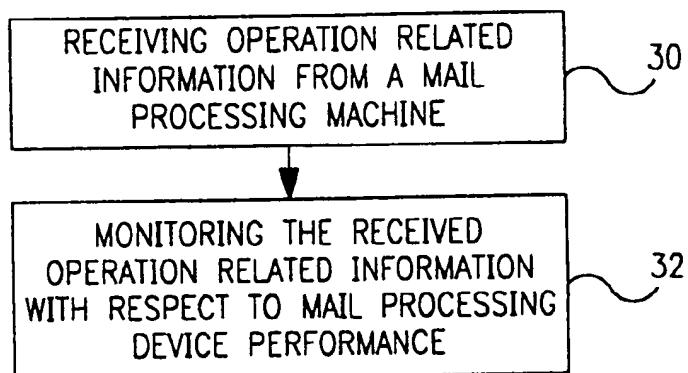 RECEIVING OPERATION RELATED
INFORMATION FROM A MAIL
PROCESSING MACHINE
30
MONITORING THE RECEIVED
OPERATION RELATED INFORMATION
WITH RESPECT TO MAIL PROCESSING
DEVICE PERFORMANCE
32